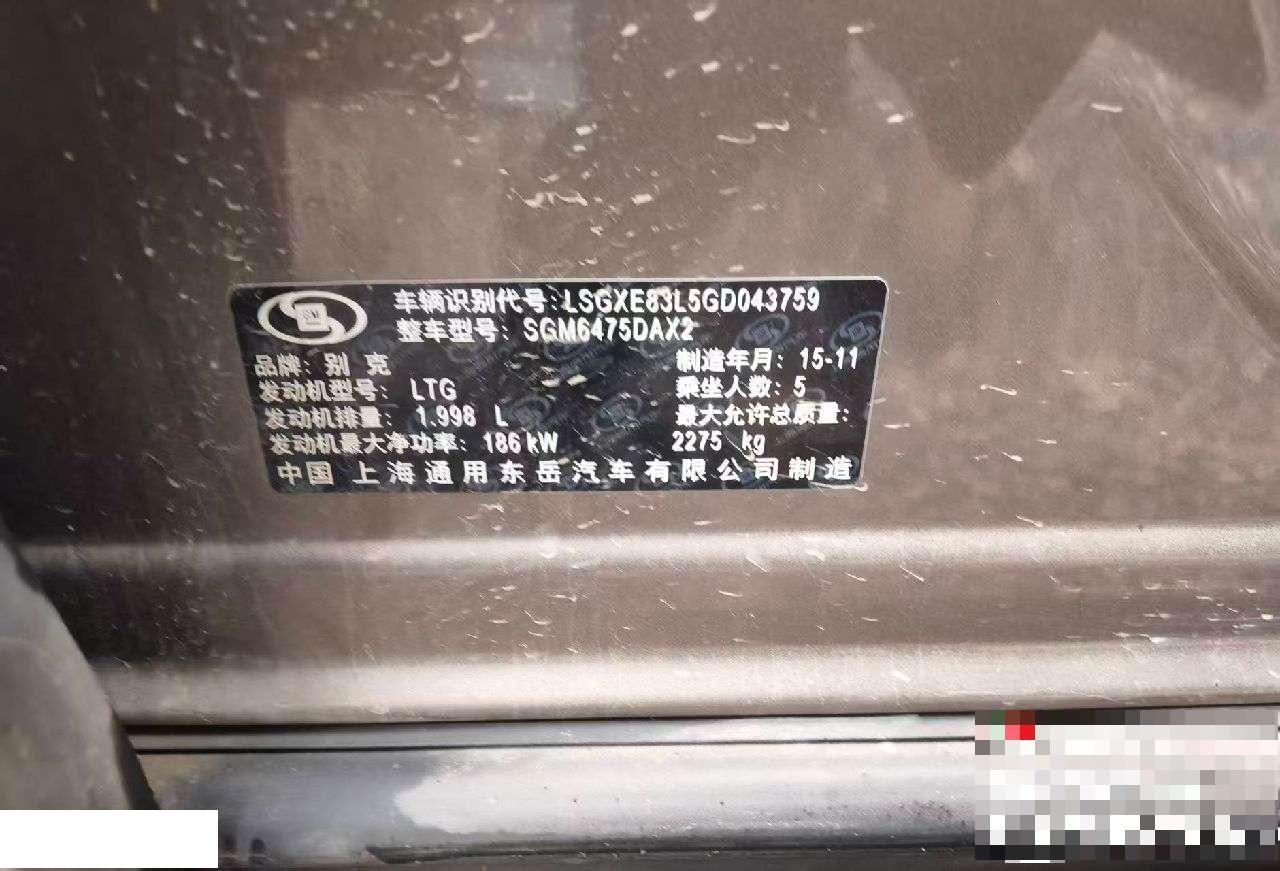 车辆识别代号:LSGXE83L5GD043759
整车型号: SGM6475DAX2
品牌: 别 克 制造年月: 15-11
发动机型号: LTG 乘坐人数: 5
发动机排量: 1.998 L 最大允许总质量:
发动机最大净功率: 186 kW 2275 kg
中国 上海通用东岳汽车有限公司制造